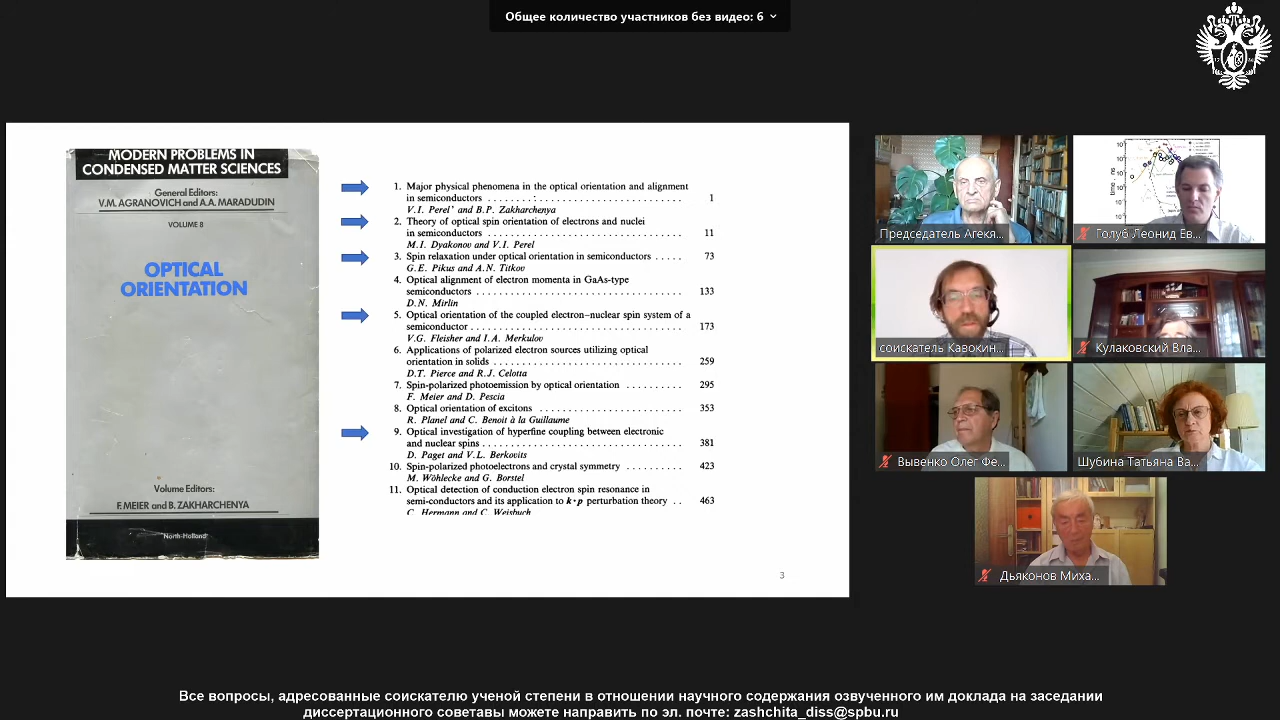 Общее количество участников без видео: 6
MODERN PROBLEMS IN
CONDENSED MATTER SCIENCES
General Editors:
V.M. AGRANOVICH and A.A. MARADUDIN
VOLUME 8
OPTICAL
ORIENTATION
Volume Editors:
F. MEIER and B. ZAKHARCHENYA
North-Holland
1. Major physical phenomena in the optical orientation and alignment
in semiconductors . . . . . . . . . . . . . . . . . . . . . . . . . . . . . . . . . . 1
V.I. Perel' and B.P. Zakharchenya
2. Theory of optical spin orientation of electrons and nuclei
in semiconductors . . . . . . . . . . . . . . . . . . . . . . . . . . . . . . . . . . 11
M.I. Dyakonov and V.I. Perel
3. Spin relaxation under optical orientation in semiconductors . . . . . 73
G.E. Pikus and A.N. Titkov
4. Optical alignment of electron momenta in GaAs-type
semiconductors . . . . . . . . . . . . . . . . . . . . . . . . . . . . . . . . . . . 133
D.N. Mirlin
5. Optical orientation of the coupled electron–nuclear spin system of a
semiconductor . . . . . . . . . . . . . . . . . . . . . . . . . . . . . . . . . . . . 173
V.G. Fleisher and I.A. Merkulov
6. Applications of polarized electron sources utilizing optical
orientation in solids . . . . . . . . . . . . . . . . . . . . . . . . . . . . . . . . 259
D.T. Pierce and R.J. Celotta
7. Spin-polarized photoemission by optical orientation . . . . . . . . . . 295
F. Meier and D. Pescia
8. Optical orientation of excitons . . . . . . . . . . . . . . . . . . . . . . . . 353
R. Planel and C. Benoit à la Guillaume
9. Optical investigation of hyperfine coupling between electronic
and nuclear spins . . . . . . . . . . . . . . . . . . . . . . . . . . . . . . . . . . 381
D. Paget and V.L. Berkovits
10. Spin-polarized photoelectrons and crystal symmetry . . . . . . . . . . 423
M. Wöhlecke and G. Borstel
11. Optical detection of conduction electron spin resonance in
semi-conductors and its application to k·p perturbation theory . . 463
C. Hermann and C. Weisbuch
3
Председатель Агекя...
Голуб Леонид Ев...
соискатель Кавокин...
Кулаковский Вла...
Вывенко Олег Фе...
Шубина Татьяна Ва...
Дьяконов Миха...
Все вопросы, адресованные соискателю ученой степени в отношении научного содержания озвученного им доклада на заседании
диссертационного советавы можете направить по эл. почте: zashchita_diss@spbu.ru